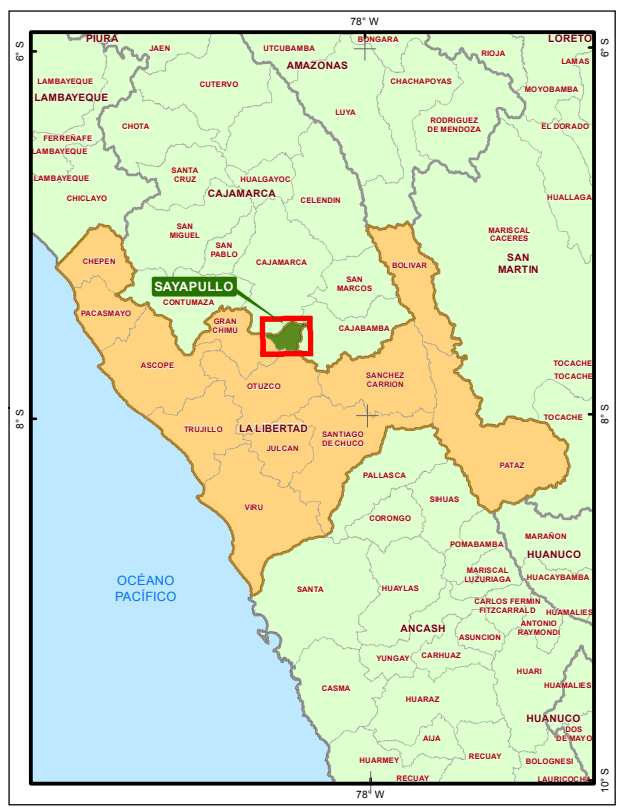 78° W
6° S
6° S
PIURA
JAEN
UTCUBAMBA
BONGARA
LORETO
RIOJA
LAMAS
AMAZONAS
LAMBAYEQUE
CUTERVO
CHACHAPOYAS
MOYOBAMBA
LAMBAYEQUE
LUYA
CHOTA
RODRIGUEZ
DE MENDOZA
EL DORADO
FERREÑAFE
LAMBAYEQUE
SANTA
CRUZ
HUALGAYOC
LAMBAYEQUE
CHICLAYO
CAJAMARCA
CELENDIN
HUALLAGA
SAN
MIGUEL
MARISCAL
CACERES
SAN
PABLO
SAN
MARTIN
CHEPEN
CAJAMARCA
BOLIVAR
SAN
MARCOS
SAYAPULLO
CONTUMAZA
PACASMAYO
GRAN
CHIMU
CAJABAMBA
ASCOPE
TOCACHE
TOCACHE
SANCHEZ
CARRION
OTUZCO
8° S
8° S
TOCACHE
TRUJILLO
LA LIBERTAD
SANTIAGO
DE CHUCO
JULCAN
PATAZ
PALLASCA
VIRU
SIHUAS
CORONGO
MARAÑON
POMABAMBA
HUANUCO
OCÉANO
PACÍFICO
MARISCAL
LUZURIAGA
HUACAYBAMBA
SANTA
HUAYLAS
CARLOS FERMIN
FITZCARRALD
HUAMALIES
ANCASH
ANTONIO
RAYMONDI
ASUNCION
YUNGAY
CARHUAZ
HUARI
CASMA
HUAMALIES
HUARAZ
HUANUCO
DOS
DE MAYO
AIJA
HUARMEY
RECUAY
BOLOGNESI
RECUAY
LAURICOCHA
10° S
78° W